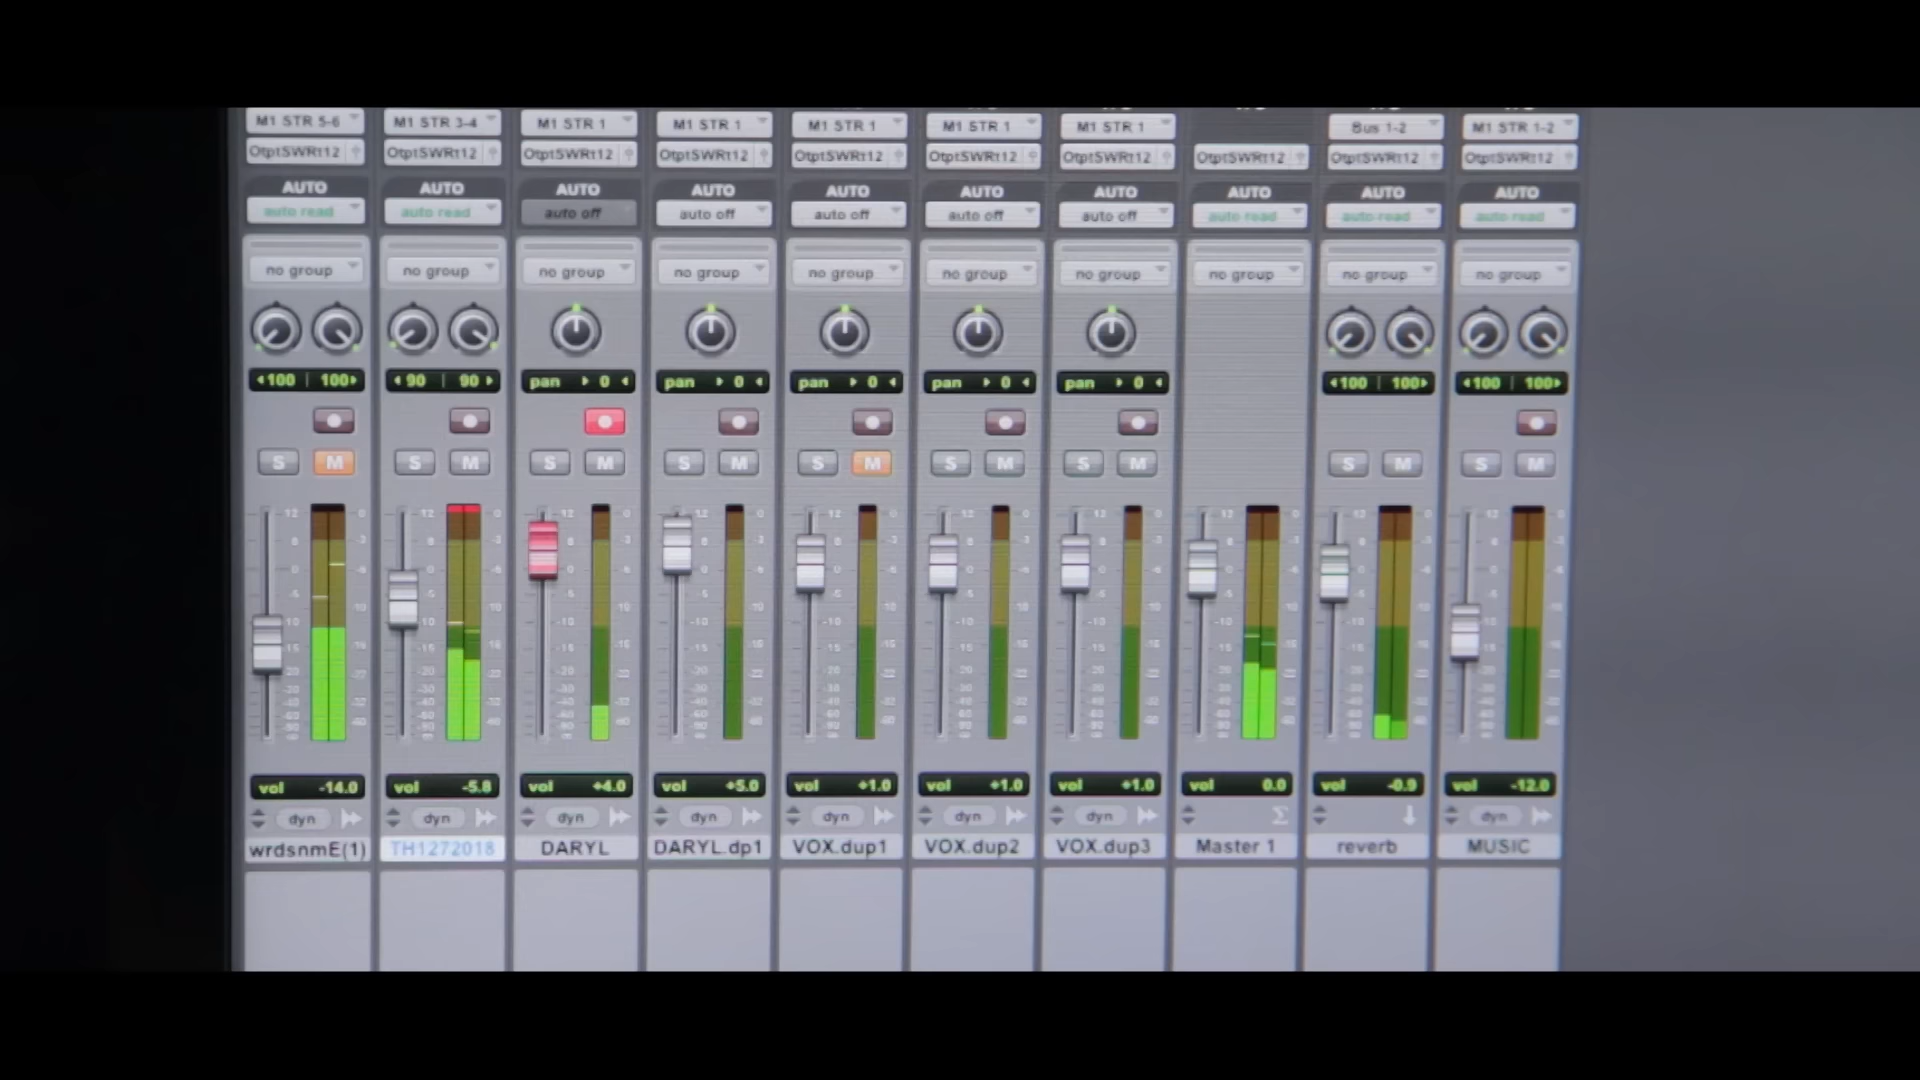 M1 STR 5-6 M1 STR 3-4 M1 STR 1 M1 STR 1 M1 STR 1 M1 STR 1 M1 STR 1 Bus 1-2 M1 STR 1-2
OtptSWRt12 OtptSWRt12 OtptSWRt12 OtptSWRt12 OtptSWRt12 OtptSWRt12 OtptSWRt12 OtptSWRt12 OtptSWRt12 OtptSWRt12
AUTO AUTO AUTO AUTO AUTO AUTO AUTO AUTO AUTO AUTO
auto read auto read auto off auto off auto off auto off auto off auto read auto read auto read
no group no group no group no group no group no group no group no group no group no group
100 100 90 90 pan 0 pan 0 pan 0 pan 0 pan 0 100 100 100 100
S M S M S M S M S M S M S M S M S M
vol -14.0 vol -5.8 vol +4.0 vol +5.0 vol +1.0 vol +1.0 vol +1.0 vol 0.0 vol -0.9 vol -12.0
dyn dyn dyn dyn dyn dyn dyn Σ dyn
wrdsnmE(1) TH1272018 DARYL DARYL.dp1 VOX.dup1 VOX.dup2 VOX.dup3 Master 1 reverb MUSIC